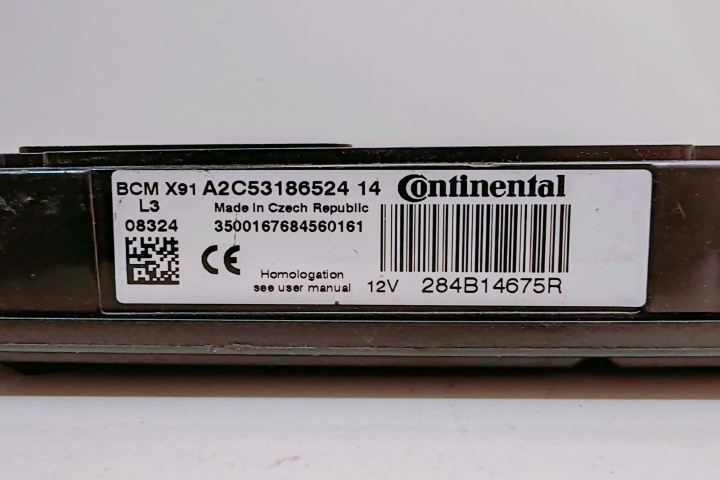 BCM X91 A2C53186524 14 Continental
L3 Made in Czech Republic
08324 3500167684560161
CE
Homologation
see user manual 12V 284B14675R